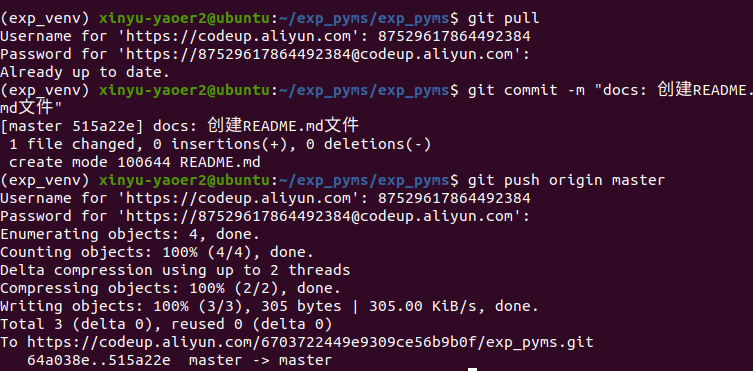 (exp_venv) xinyu-yaoer2@ubuntu:~/exp_pyms/exp_pyms$ git pull
Username for 'https://codeup.aliyun.com': 87529617864492384
Password for 'https://87529617864492384@codeup.aliyun.com':
Already up to date.
(exp_venv) xinyu-yaoer2@ubuntu:~/exp_pyms/exp_pyms$ git commit -m "docs: 创建README.
md文件"
[master 515a22e] docs: 创建README.md文件
 1 file changed, 0 insertions(+), 0 deletions(-)
 create mode 100644 README.md
(exp_venv) xinyu-yaoer2@ubuntu:~/exp_pyms/exp_pyms$ git push origin master
Username for 'https://codeup.aliyun.com': 87529617864492384
Password for 'https://87529617864492384@codeup.aliyun.com':
Enumerating objects: 4, done.
Counting objects: 100% (4/4), done.
Delta compression using up to 2 threads
Compressing objects: 100% (2/2), done.
Writing objects: 100% (3/3), 305 bytes | 305.00 KiB/s, done.
Total 3 (delta 0), reused 0 (delta 0)
To https://codeup.aliyun.com/6703722449e9309ce56b9b0f/exp_pyms.git
   64a038e..515a22e  master -> master